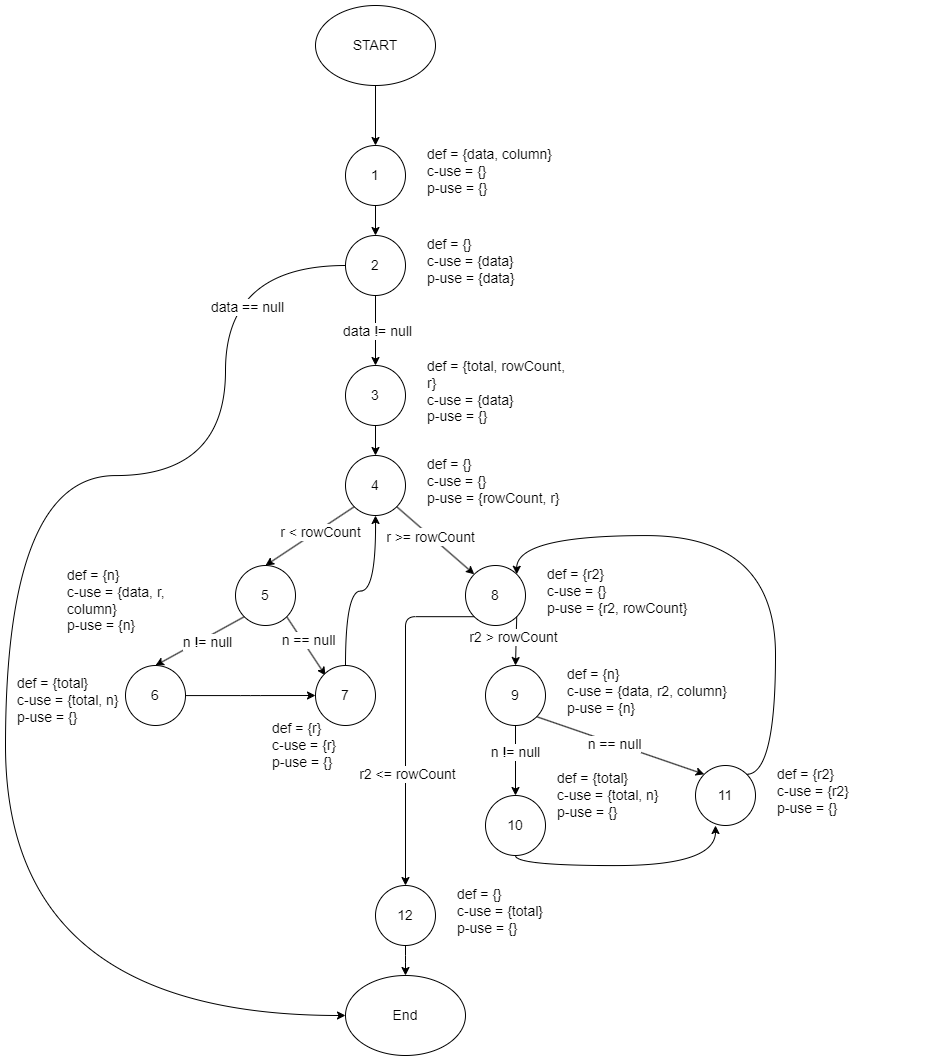 START
1
def = {data, column}
c-use = {}
p-use = {}
2
def = {}
c-use = {data}
p-use = {data}
data == null
data != null
3
def = {total, rowCount,
r}
c-use = {data}
p-use = {}
4
def = {}
c-use = {}
p-use = {rowCount, r}
r < rowCount
r >= rowCount
def = {n}
c-use = {data, r,
column}
p-use = {n}
5
8
def = {r2}
c-use = {}
p-use = {r2, rowCount}
n != null
n == null
r2 > rowCount
def = {total}
c-use = {total, n}
p-use = {}
6
7
def = {r}
c-use = {r}
p-use = {}
9
def = {n}
c-use = {data, r2, column}
p-use = {n}
n != null
n == null
r2 <= rowCount
10
def = {total}
c-use = {total, n}
p-use = {}
11
def = {r2}
c-use = {r2}
p-use = {}
12
def = {}
c-use = {total}
p-use = {}
End